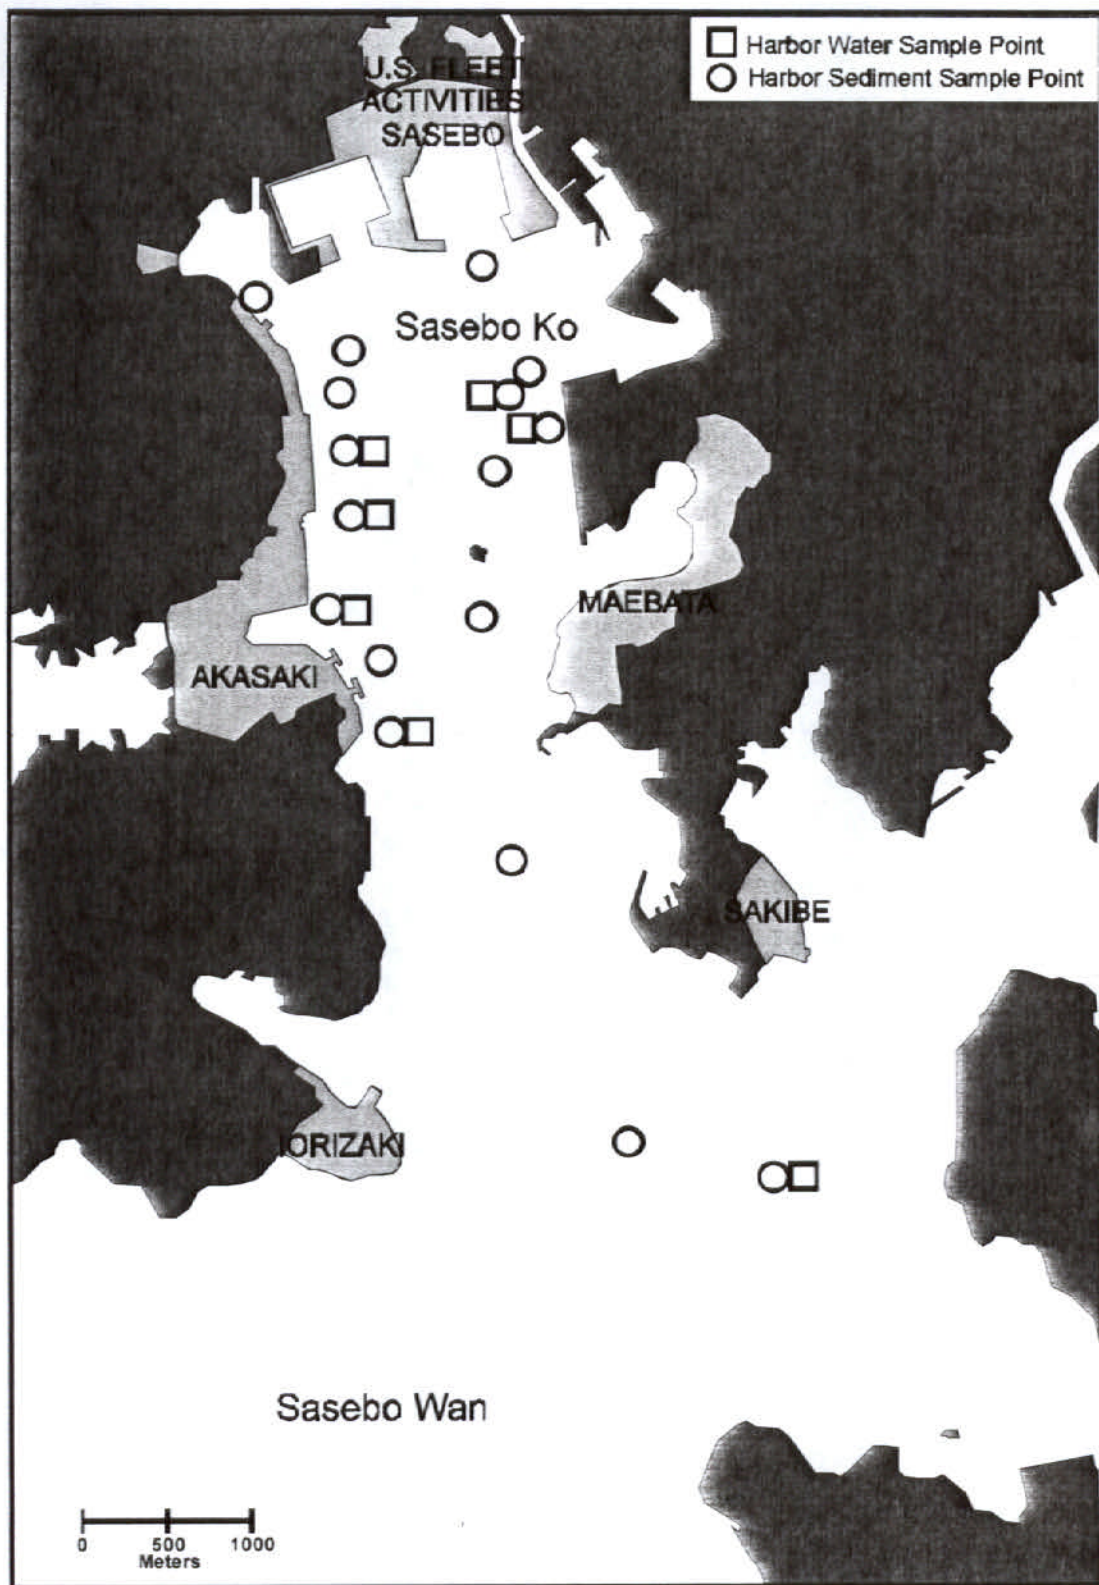 Harbor Water Sample Point
Harbor Sediment Sample Point
U.S. FLEET
ACTIVITIES
SASEBO
Sasebo Ko
MAEBATA
AKASAKI
SAKIBE
IORIZAKI
Sasebo Wan
0 500 1000
Meters